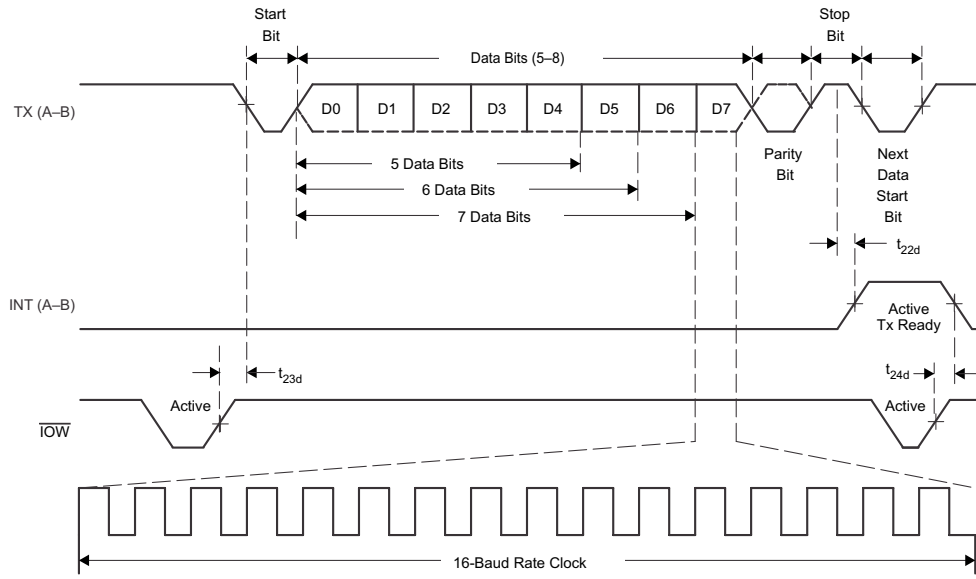 Start
Bit
Stop
Bit
Data Bits (5–8)
TX (A–B)
D0 D1 D2 D3 D4 D5 D6 D7
5 Data Bits
6 Data Bits
7 Data Bits
Parity
Bit
Next
Data
Start
Bit
t22d
INT (A–B)
Active
Tx Ready
t23d
t24d
IOW
Active
Active
16-Baud Rate Clock